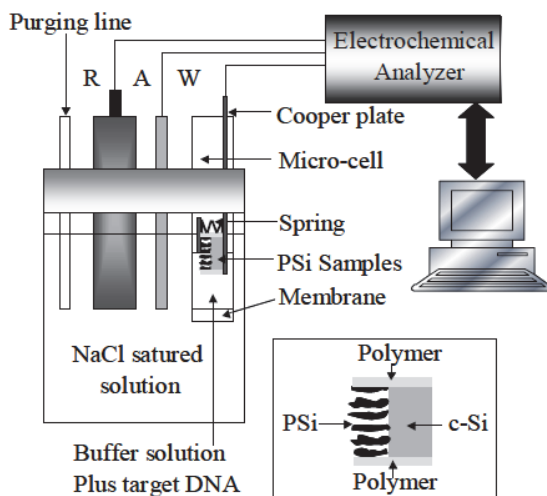 Purging line
R A W
Electrochemical
Analyzer
Cooper plate
Micro-cell
Spring
PSi Samples
Membrane
NaCl satured
solution
Buffer solution
Plus target DNA
Polymer
PSi
c-Si
Polymer